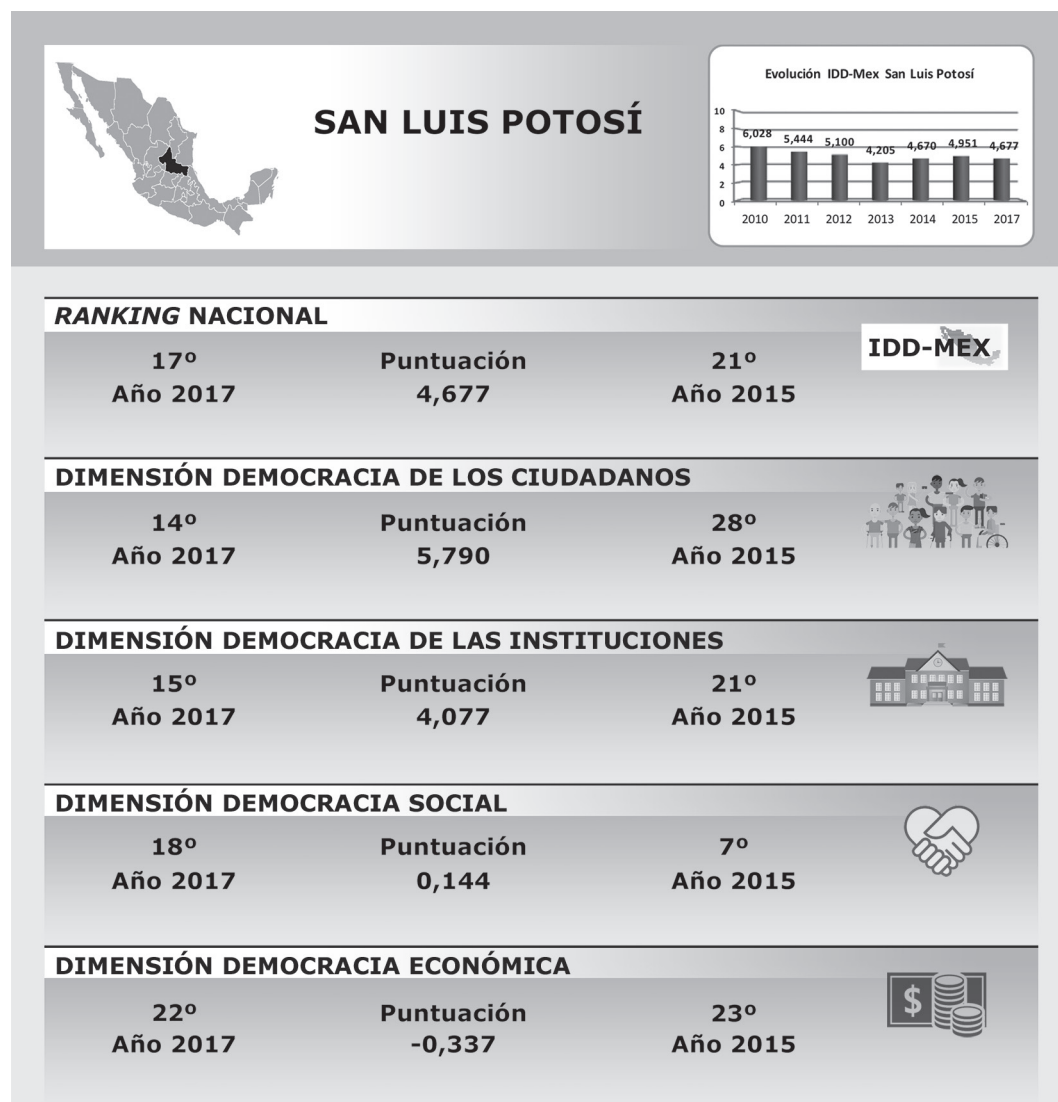 SAN LUIS POTOSÍ
Evolución IDD-Mex San Luis Potosí
10
8
6
4
2
0
6,028 5,444 5,100 4,205 4,670 4,951 4,677
2010 2011 2012 2013 2014 2015 2017
RANKING NACIONAL
IDD-MEX
17º Puntuación 21º
Año 2017 4,677 Año 2015
DIMENSIÓN DEMOCRACIA DE LOS CIUDADANOS
14º Puntuación 28º
Año 2017 5,790 Año 2015
DIMENSIÓN DEMOCRACIA DE LAS INSTITUCIONES
15º Puntuación 21º
Año 2017 4,077 Año 2015
DIMENSIÓN DEMOCRACIA SOCIAL
18º Puntuación 7º
Año 2017 0,144 Año 2015
DIMENSIÓN DEMOCRACIA ECONÓMICA
$
22º Puntuación 23º
Año 2017 -0,337 Año 2015